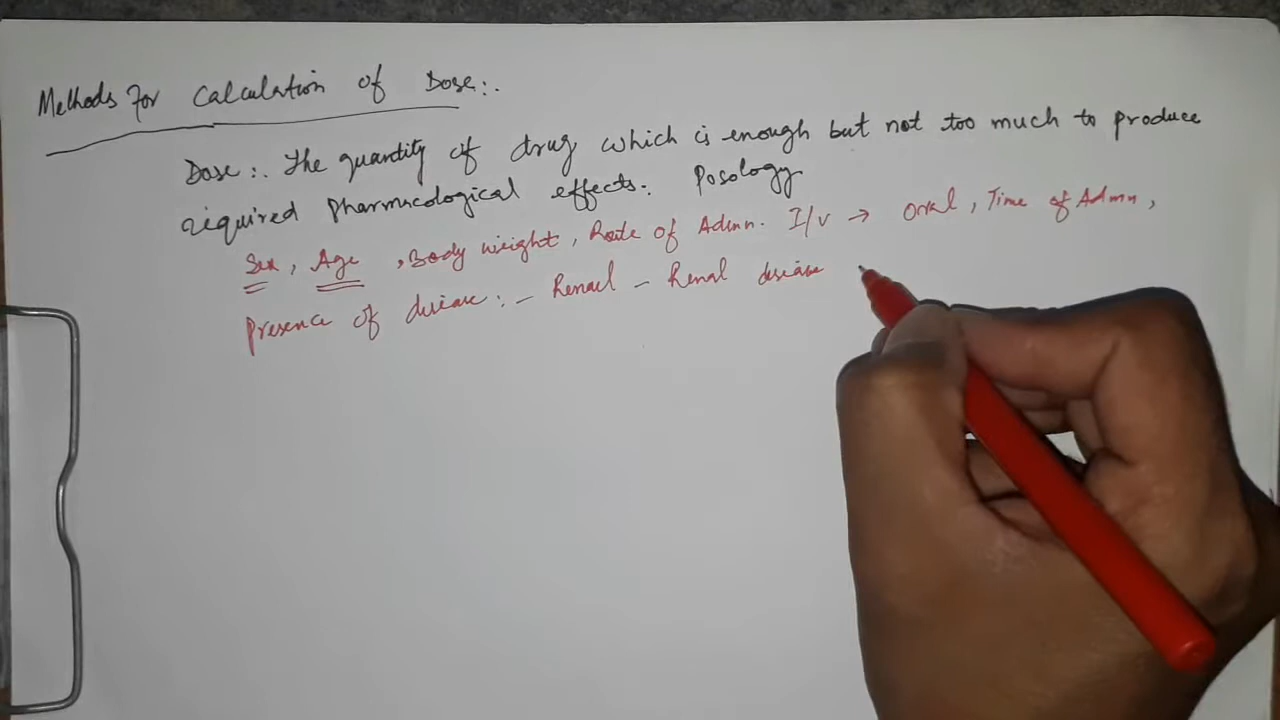 Methods For Calculation of Dose:.
Dose:. The quantity of drug which is enough but not too much to produce
required Pharmacological effects. Posology
Sex, Age, Body weight, Route of Admn. I/v → Oral, Time of Admn,
Presence of disease:. - Renal - Renal disease